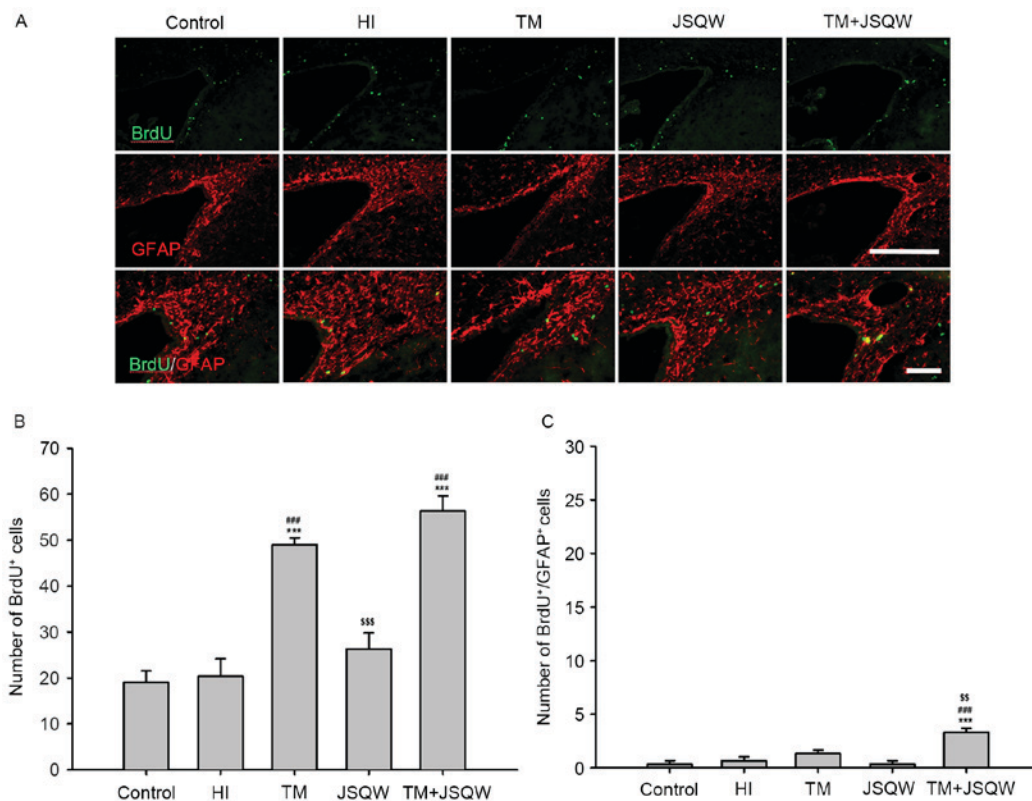 A
Control HI TM JSQW TM+JSQW
BrdU
GFAP
BrdU/GFAP
B
Number of BrdU⁺ cells
70
60
50
40
30
20
10
0
###
***
$$$
###
***
Control HI TM JSQW TM+JSQW
C
Number of BrdU⁺/GFAP⁺ cells
30
25
20
15
10
5
0
$$
###
***
Control HI TM JSQW TM+JSQW